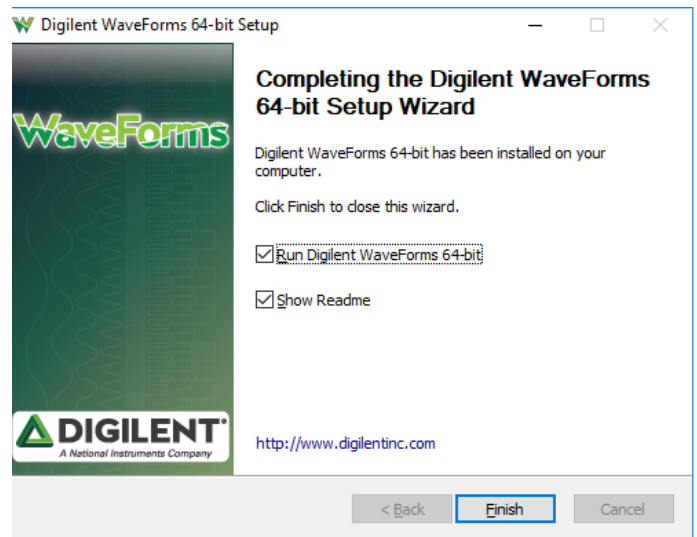 Digilent WaveForms 64-bit Setup
WaveForms
Completing the Digilent WaveForms
64-bit Setup Wizard
Digilent WaveForms 64-bit has been installed on your
computer.
Click Finish to close this wizard.
Run Digilent WaveForms 64-bit
Show Readme
DIGILENT
A National Instruments Company
http://www.digilentinc.com
< Back
Finish
Cancel